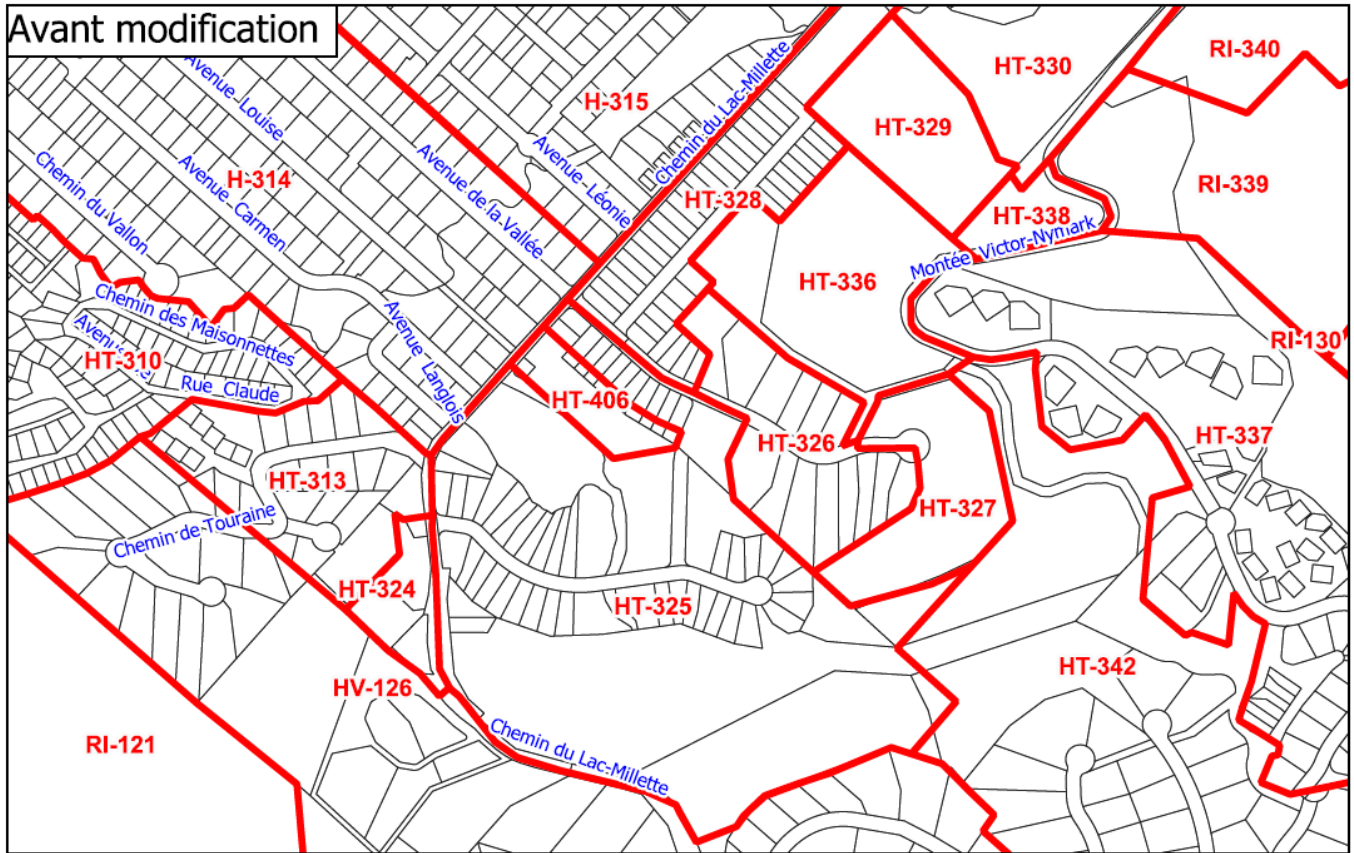 Avant modification
RI-340
HT-330
H-315
HT-329
Avenue Louise
Chemin du Lac-Millette
Avenue Léonie
Avenue de la Vallée
H-314
Avenue Carmen
Chemin du Vallon
HT-328
RI-339
HT-338
Montée Victor-Nymark
HT-336
Chemin des Maisonnettes
Avenue
HT-310
Rue Claude
Avenue Langlois
RI-130
HT-406
HT-326
HT-337
HT-313
HT-327
Chemin de Touraine
HT-324
HT-325
HT-342
HV-126
RI-121
Chemin du Lac-Millette